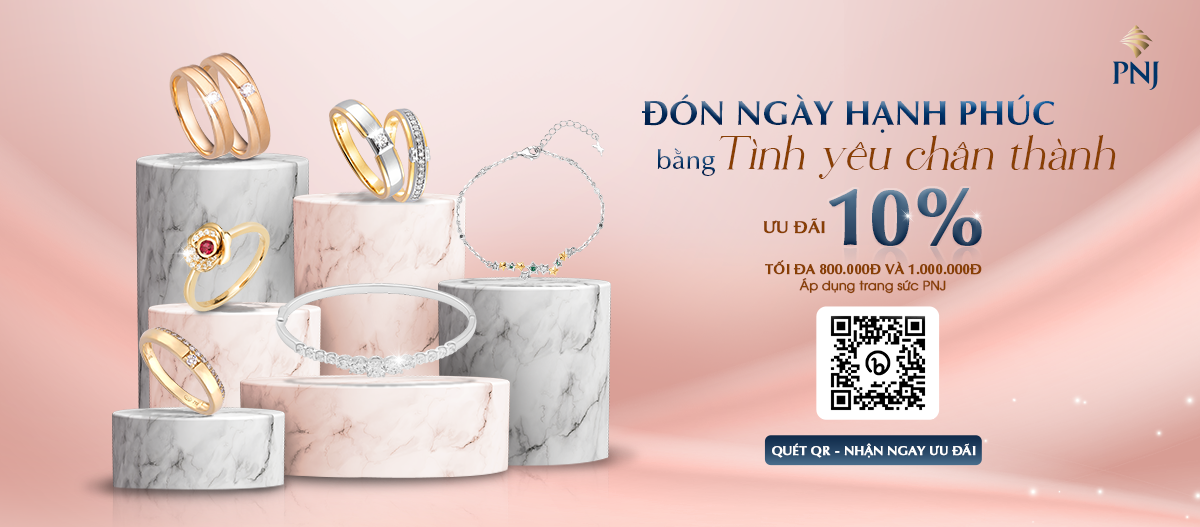 PNJ
ĐÓN NGÀY HẠNH PHÚC
bằng Tình yêu chân thành
ƯU ĐÃI 10%
TỐI ĐA 800.000Đ VÀ 1.000.000Đ
Áp dụng trang sức PNJ
QUÉT QR - NHẬN NGAY ƯU ĐÃI